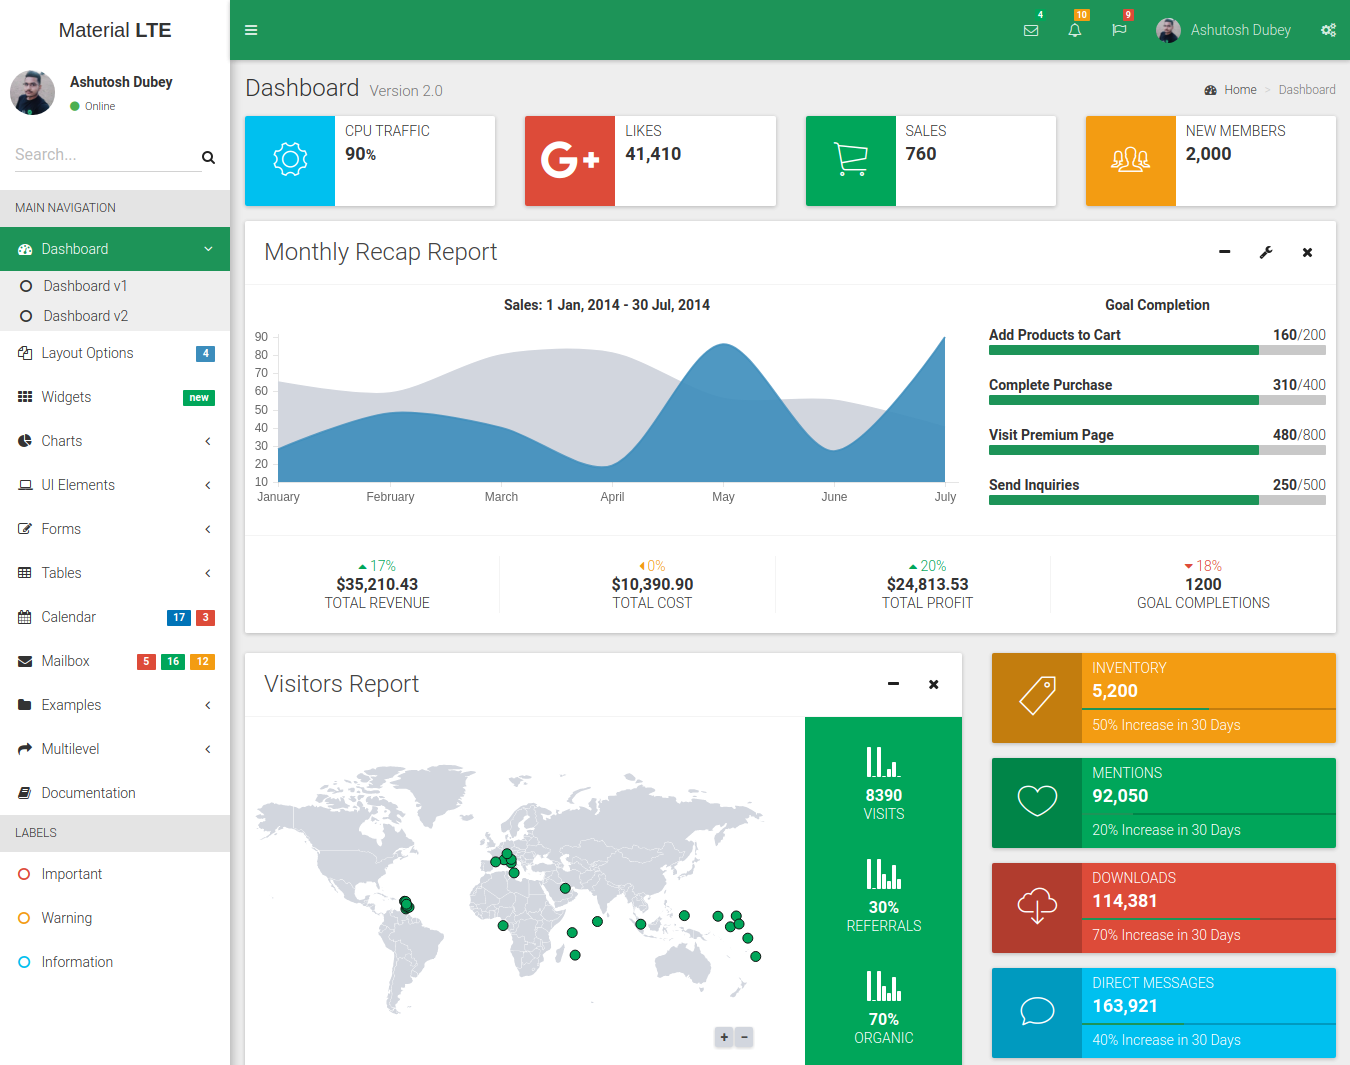 Material LTE
4
10
9
Ashutosh Dubey
Ashutosh Dubey
Online
Search...
MAIN NAVIGATION
Dashboard
Dashboard v1
Dashboard v2
Layout Options 4
Widgets new
Charts
UI Elements
Forms
Tables
Calendar 17 3
Mailbox 5 16 12
Examples
Multilevel
Documentation
LABELS
Important
Warning
Information
Dashboard Version 2.0
Home > Dashboard
CPU TRAFFIC
90%
G+
LIKES
41,410
SALES
760
NEW MEMBERS
2,000
Monthly Recap Report
Sales: 1 Jan, 2014 - 30 Jul, 2014
90
80
70
60
50
40
30
20
10
January February March April May June July
Goal Completion
Add Products to Cart 160/200
Complete Purchase 310/400
Visit Premium Page 480/800
Send Inquiries 250/500
17%
$35,210.43
TOTAL REVENUE
0%
$10,390.90
TOTAL COST
20%
$24,813.53
TOTAL PROFIT
18%
1200
GOAL COMPLETIONS
Visitors Report
+ −
8390
VISITS
30%
REFERRALS
70%
ORGANIC
INVENTORY
5,200
50% Increase in 30 Days
MENTIONS
92,050
20% Increase in 30 Days
DOWNLOADS
114,381
70% Increase in 30 Days
DIRECT MESSAGES
163,921
40% Increase in 30 Days